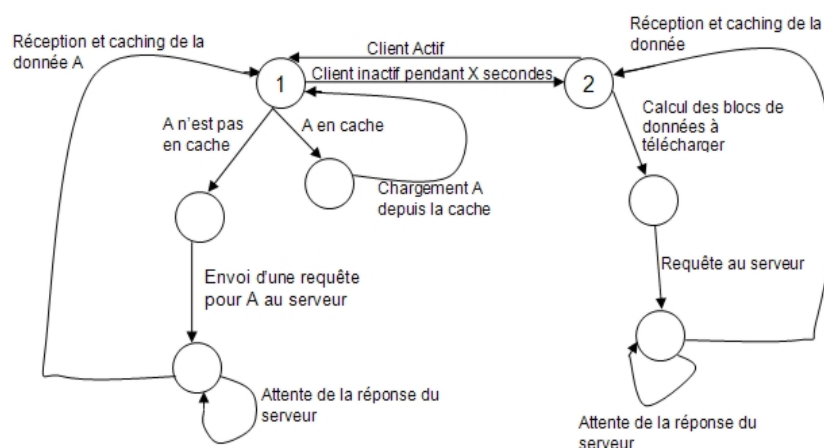 Réception et caching de la
donnée A
Client Actif
Réception et caching de la
donnée
1
Client inactif pendant X secondes
2
A n'est pas
en cache
A en cache
Calcul des blocs de
données à
télécharger
Chargement A
depuis la cache
Envoi d'une requête
pour A au serveur
Requête au serveur
Attente de la réponse du
serveur
Attente de la réponse du
serveur